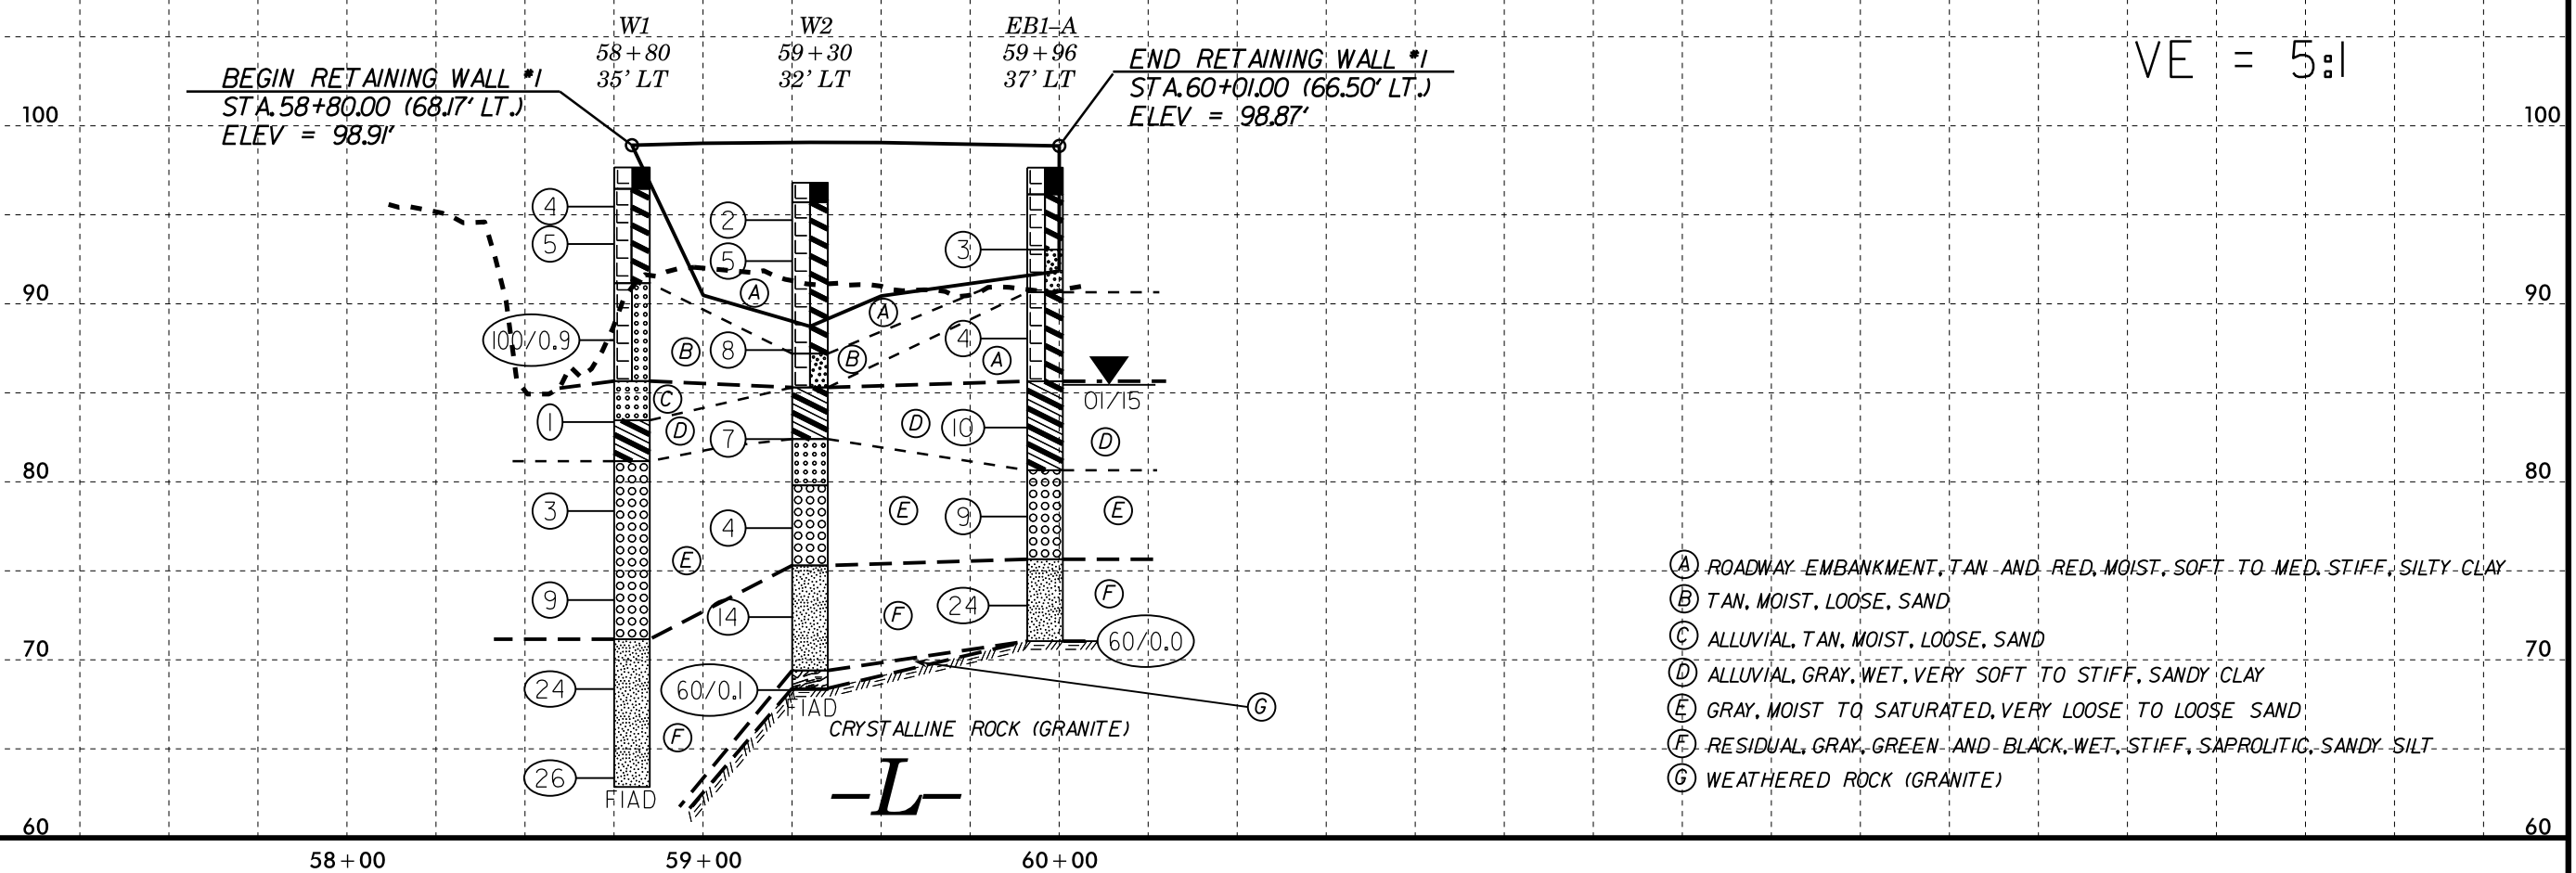 W1
58+80
35' LT
W2
59+30
32' LT
EB1-A
59+96
37' LT
VE = 5:1
BEGIN RETAINING WALL #1
STA.58+80.00 (68.17' LT.)
ELEV = 98.91'
END RETAINING WALL #1
STA.60+01.00 (66.50' LT.)
ELEV = 98.87'
100
100
4
2
5
3
5
A
90
90
A
100/0.9
B
8
B
4
A
C
01/15
1
D
7
D
10
D
80
80
3
4
E
9
E
E
9
14
F
24
F
70
60/0.0
70
24
60/0.1
FIAD
G
F
CRYSTALLINE ROCK (GRANITE)
26
FIAD
-L-
A ROADWAY EMBANKMENT, TAN AND RED, MOIST, SOFT TO MED. STIFF, SILTY CLAY
B TAN, MOIST, LOOSE, SAND
C ALLUVIAL, TAN, MOIST, LOOSE, SAND
D ALLUVIAL, GRAY, WET, VERY SOFT TO STIFF, SANDY CLAY
E GRAY, MOIST TO SATURATED, VERY LOOSE TO LOOSE SAND
F RESIDUAL, GRAY, GREEN AND BLACK, WET, STIFF, SAPROLITIC, SANDY SILT
G WEATHERED ROCK (GRANITE)
60
60
58+00
59+00
60+00